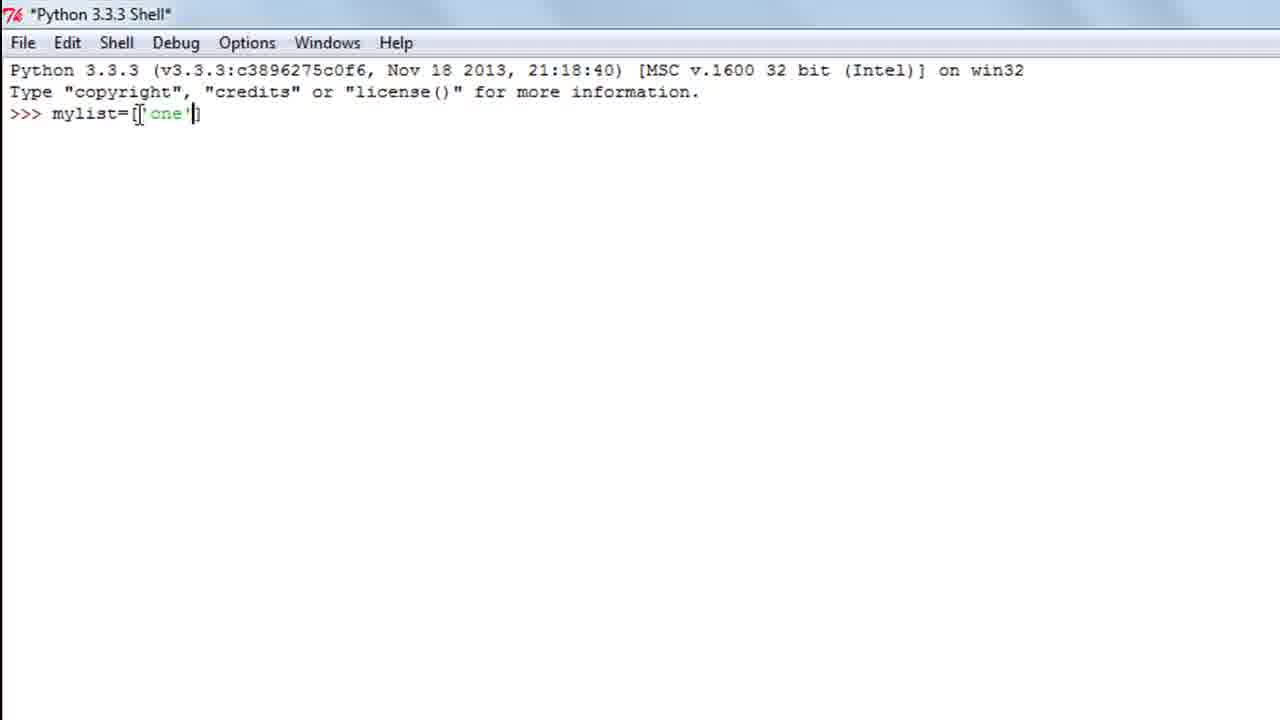 *Python 3.3.3 Shell*
File Edit Shell Debug Options Windows Help
Python 3.3.3 (v3.3.3:c3896275c0f6, Nov 18 2013, 21:18:40) [MSC v.1600 32 bit (Intel)] on win32
Type "copyright", "credits" or "license()" for more information.
>>> mylist=['one']